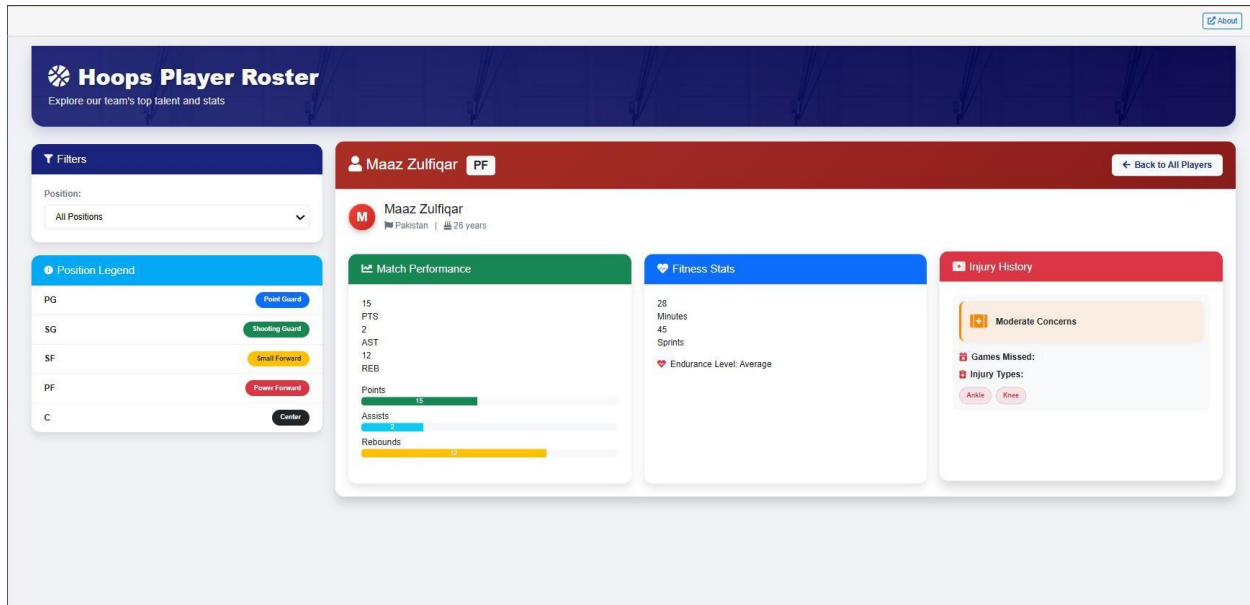 About
Hoops Player Roster
Explore our team's top talent and stats
Filters
Position:
All Positions
Position Legend
PG Point Guard
SG Shooting Guard
SF Small Forward
PF Power Forward
C Center
Maaz Zulfiqar PF
← Back to All Players
M
Maaz Zulfiqar
Pakistan | 26 years
Match Performance
15
PTS
2
AST
12
REB
Points
15
Assists
2
Rebounds
12
Fitness Stats
28
Minutes
45
Sprints
Endurance Level: Average
Injury History
Moderate Concerns
Games Missed:
Injury Types:
Ankle Knee